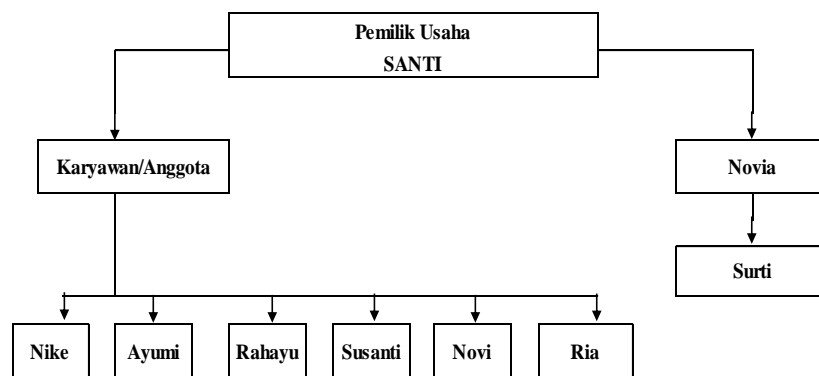 Pemilik Usaha
SANTI
Karyawan/Anggota
Novia
Surti
Nike
Ayumi
Rahayu
Susanti
Novi
Ria